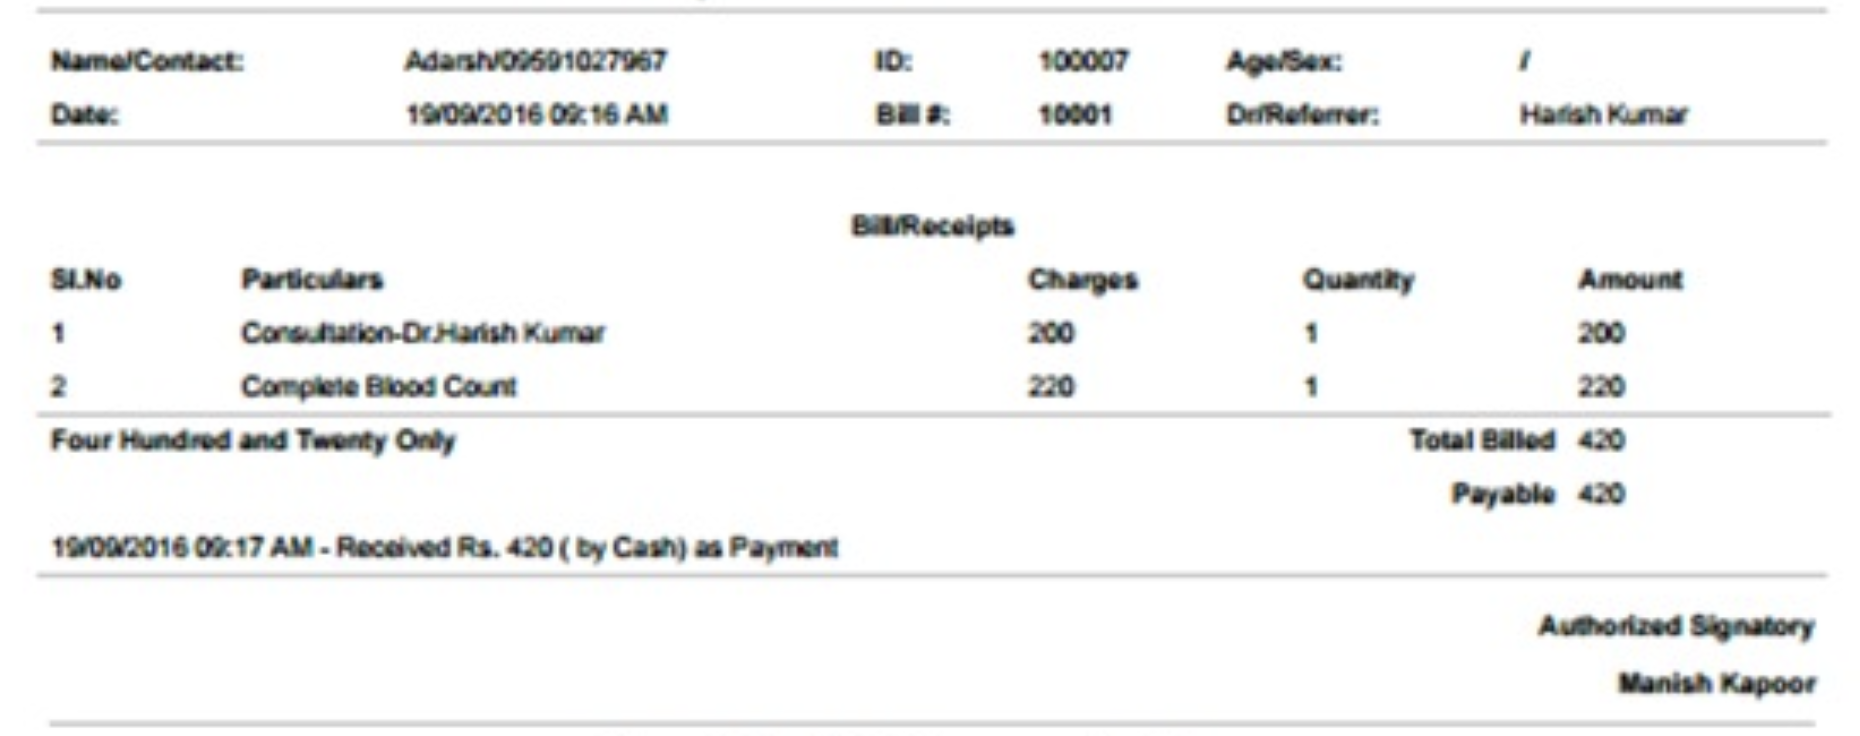 Name/Contact: Adarsh/09591027967 ID: 100007 Age/Sex: /
Date: 19/09/2016 09:16 AM Bill #: 10001 Dr/Referrer: Harish Kumar
Bill/Receipts
Sl.No Particulars Charges Quantity Amount
1 Consultation-Dr.Harish Kumar 200 1 200
2 Complete Blood Count 220 1 220
Four Hundred and Twenty Only Total Billed 420
Payable 420
19/09/2016 09:17 AM - Received Rs. 420 ( by Cash) as Payment
Authorized Signatory
Manish Kapoor